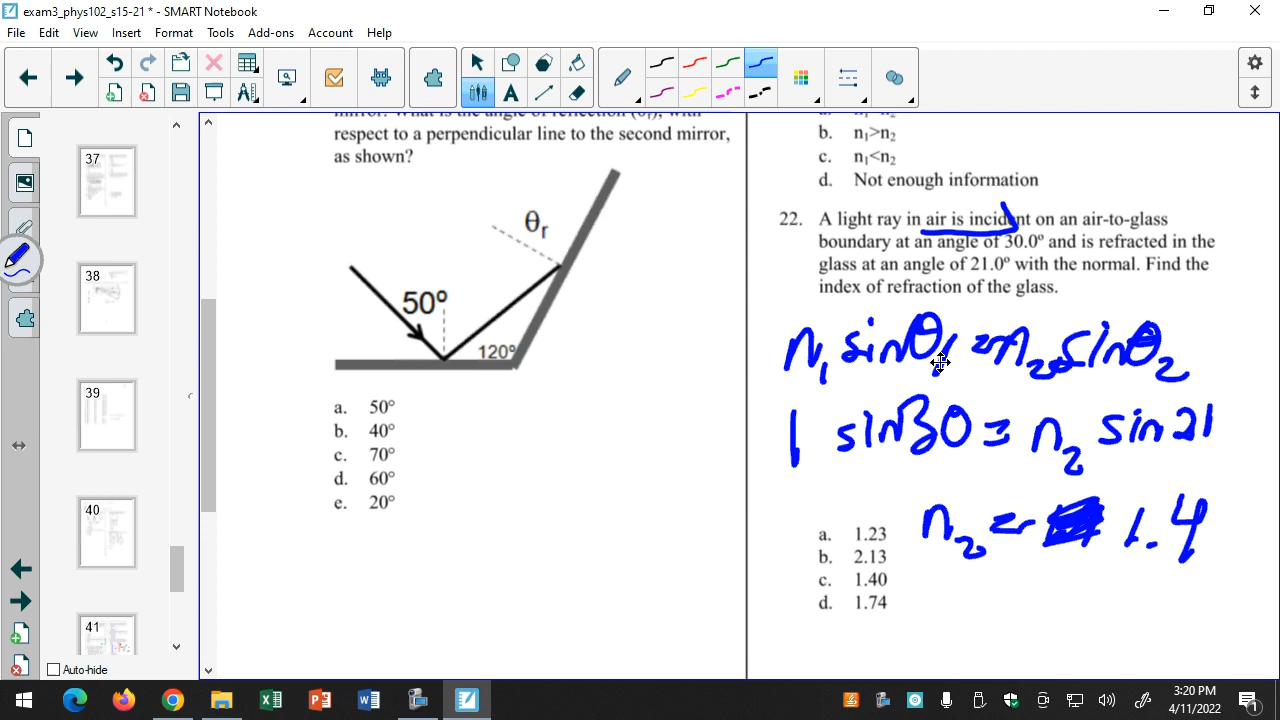 exam3_phys102_s15-21 * - SMART Notebook
File Edit View Insert Format Tools Add-ons Account Help
37
38
39
40
41
Auto-hide
respect to a perpendicular line to the second mirror,
as shown?
θr
50º
120º
a. 50°
b. 40°
c. 70°
d. 60°
e. 20°
b. n₁>n₂
c. n₁<n₂
d. Not enough information
22. A light ray in air is incident on an air-to-glass
boundary at an angle of 30.0º and is refracted in the
glass at an angle of 21.0º with the normal. Find the
index of refraction of the glass.
n₁ sinθ₁ = n₂ sinθ₂
1 sin30 = n₂ sin21
n₂ = 1.4
a. 1.23
b. 2.13
c. 1.40
d. 1.74
3:20 PM
4/11/2022
1